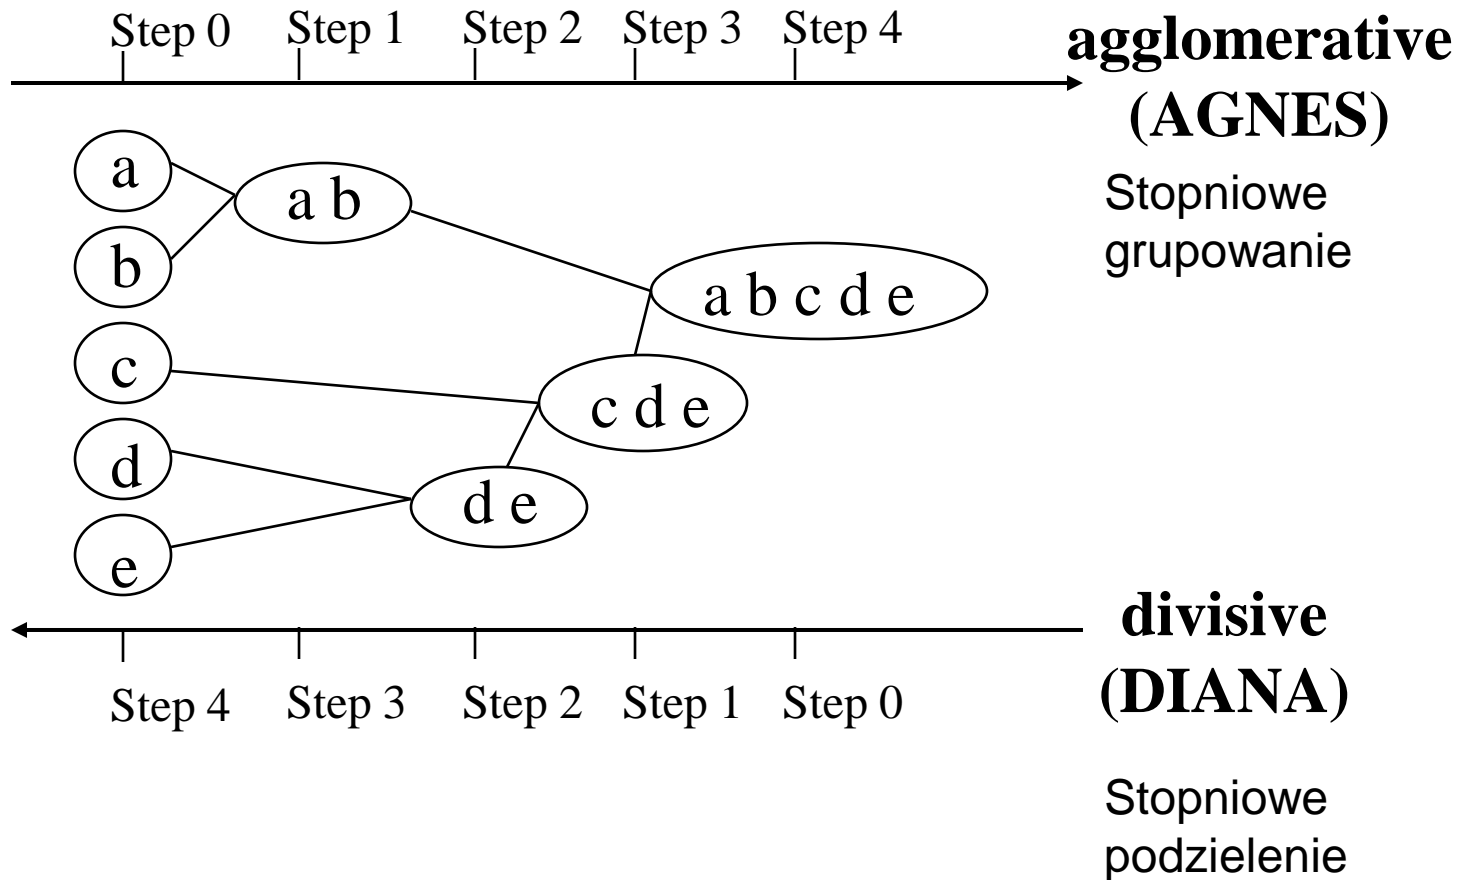 Step 0 Step 1 Step 2 Step 3 Step 4
agglomerative
(AGNES)
Stopniowe
grupowanie
a
a b
b
a b c d e
c
c d e
d
d e
e
divisive
(DIANA)
Step 4 Step 3 Step 2 Step 1 Step 0
Stopniowe
podzielenie